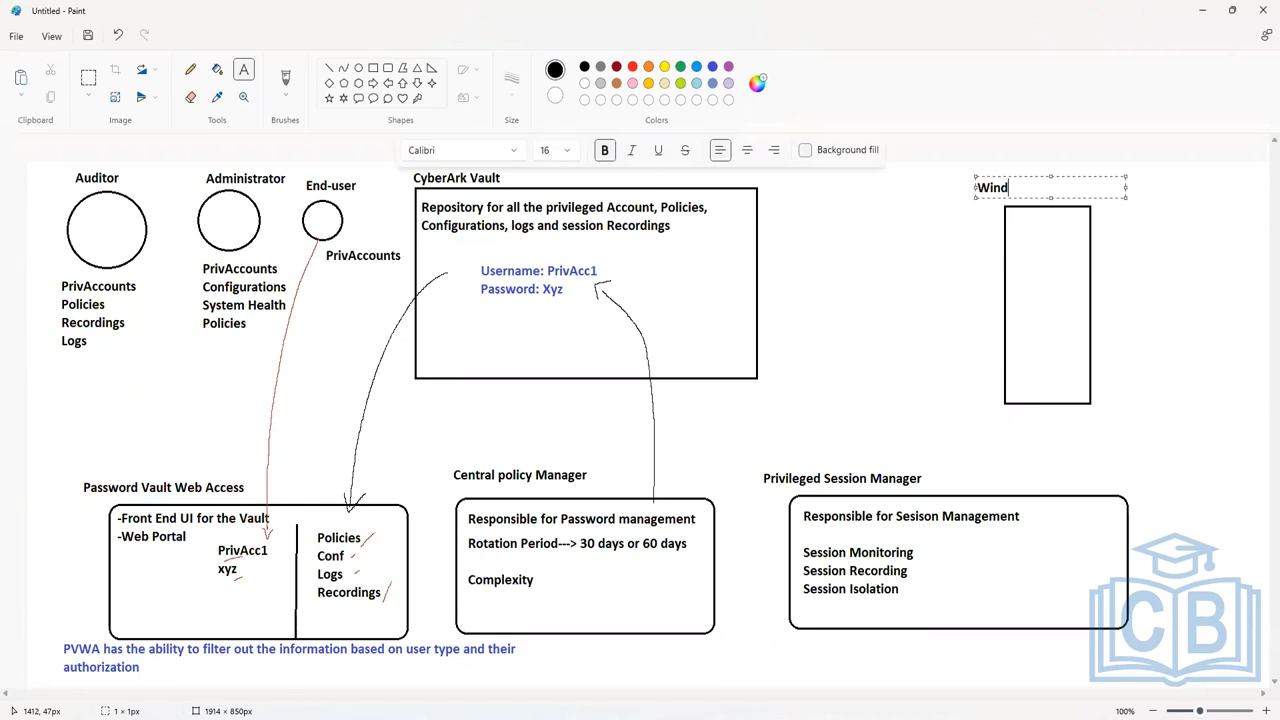 Untitled - Paint
File
View
Clipboard
Image
Tools
Brushes
Shapes
Size
Colors
Calibri
16
B
I
U
S
Background fill
Auditor
PrivAccounts
Policies
Recordings
Logs
Administrator
PrivAccounts
Configurations
System Health
Policies
End-user
PrivAccounts
CyberArk Vault
Repository for all the privileged Account, Policies,
Configurations, logs and session Recordings
Username: PrivAcc1
Password: Xyz
Wind
Password Vault Web Access
-Front End UI for the Vault
-Web Portal
PrivAcc1
xyz
Policies
Conf
Logs
Recordings
PVWA has the ability to filter out the information based on user type and their
authorization
Central policy Manager
Responsible for Password management
Rotation Period---> 30 days or 60 days
Complexity
Privileged Session Manager
Responsible for Sesison Management
Session Monitoring
Session Recording
Session Isolation
CB
1412, 47px
1 × 1px
1914 × 850px
100%